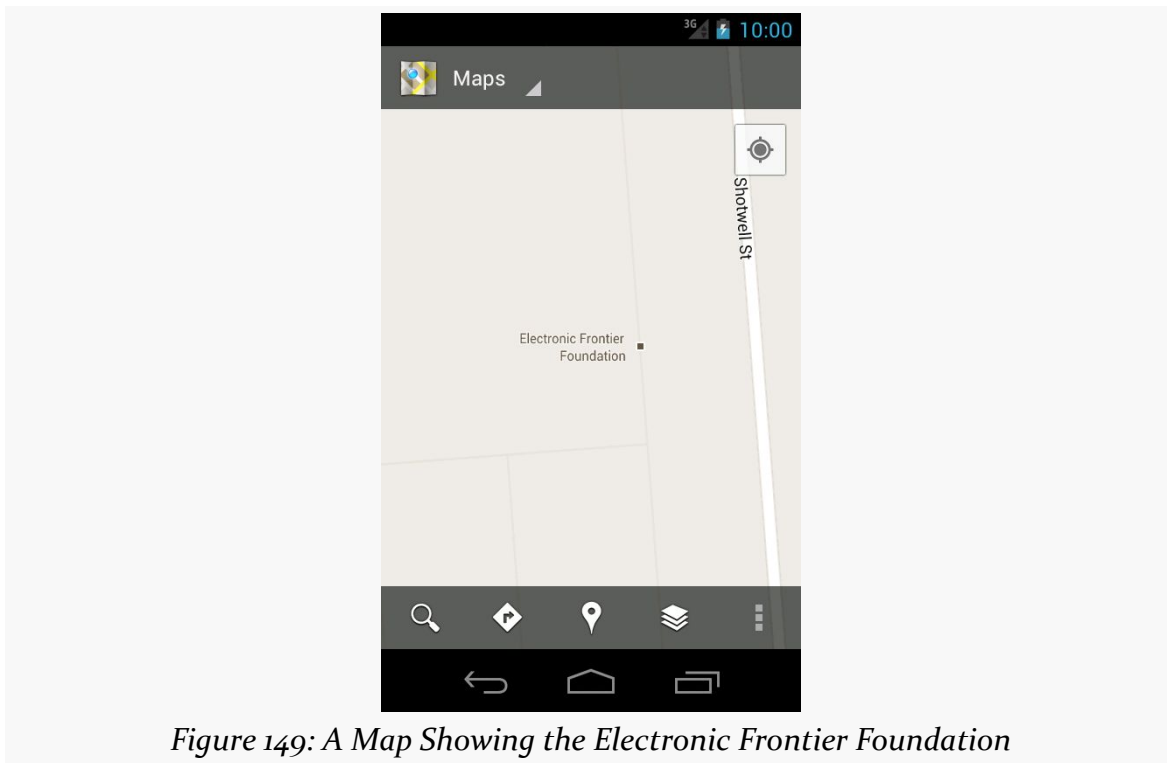 3G 10:00
Maps
Shotwell St
Electronic Frontier
Foundation
Figure 149: A Map Showing the Electronic Frontier Foundation